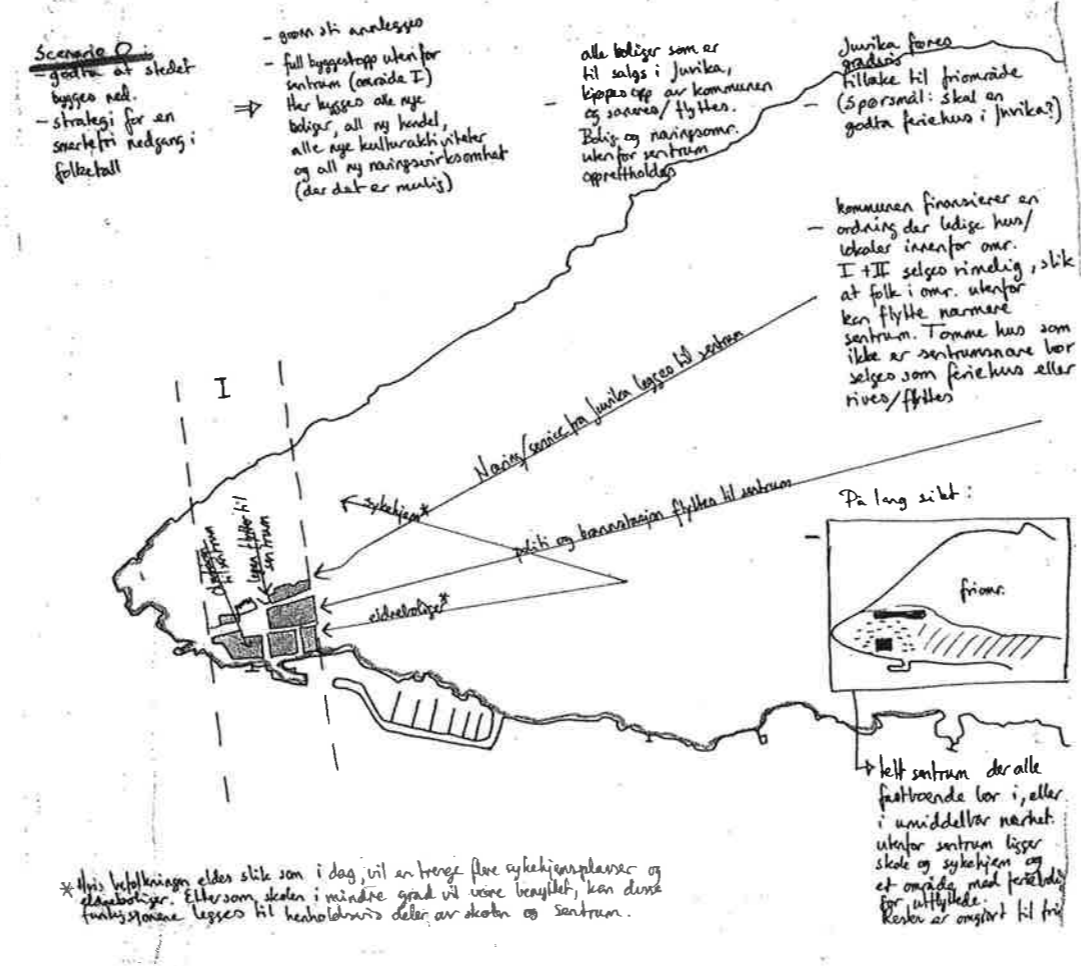 Scenario 0:
- godta at stedet
bygges ned.
- strategi for en
smertefri nedgang i
folketall
⇒
- grønn sti anlegges
- full byggestopp utenfor
sentrum (område I)
Her bygges alle nye
boliger, all ny handel,
alle nye kulturaktiviteter
og all ny næringsvirksomhet
(der det er mulig)
- alle boliger som er
til salgs i Juvika,
kjøpes opp av kommunen
og saneres/flyttes.
Bolig og næringsomr.
utenfor sentrum
opprettholdes
- Juvika føres
gradvis
tilbake til friområde
(Spørsmål: skal en
godta feriehus i Juvika?)
- kommunen finansierer en
ordning der ledige hus/
lokaler innenfor omr.
I + II selges rimelig, slik
at folk i omr. utenfor
kan flytte nærmere
sentrum. Tomme hus som
ikke er sentrumsnære bør
selges som feriehus eller
rives/flyttes
I
Næring/service fra Juvika legges til sentrum
sykehjem*
politi og brannstasjon flyttes til sentrum
eldreboliger*
til sentrum
legen flytter til
sentrum
På lang sikt:
friomr.
tett sentrum der alle
fastboende bor i, eller
i umiddelbar nærhet.
utenfor sentrum ligger
skole og sykehjem og
et område med
for utflyttede.
Resten er omgjort til fri
* Hvis befolkningen eldes slik som i dag, vil en trenge flere sykehjemsplasser og
eldreboliger. Ettersom skolen i mindre grad vil være benyttet, kan disse
funksjonene legges til henholdsvis deler av skolen og sentrum.